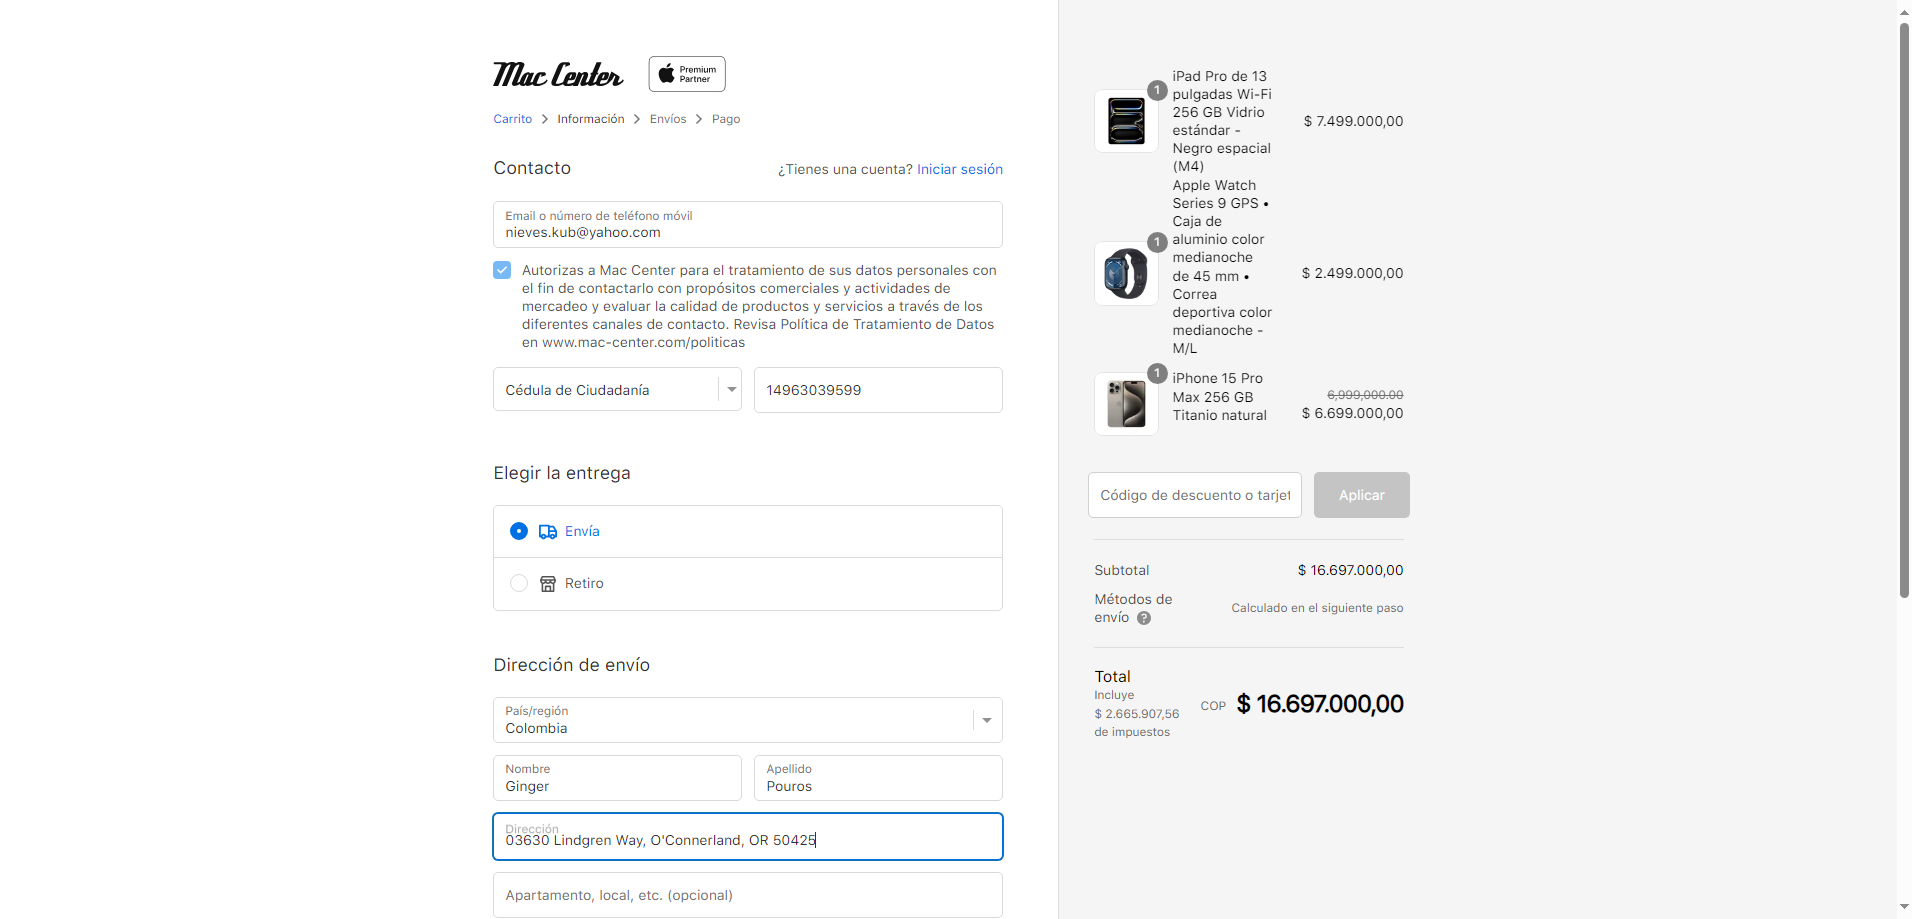 Mac Center
Premium
Partner
Carrito > Información > Envíos > Pago
Contacto
¿Tienes una cuenta? Iniciar sesión
Email o número de teléfono móvil
nieves.kub@yahoo.com
Autorizas a Mac Center para el tratamiento de sus datos personales con
el fin de contactarlo con propósitos comerciales y actividades de
mercadeo y evaluar la calidad de productos y servicios a través de los
diferentes canales de contacto. Revisa Política de Tratamiento de Datos
en www.mac-center.com/politicas
Cédula de Ciudadanía
14963039599
Elegir la entrega
Envía
Retiro
Dirección de envío
País/región
Colombia
Nombre
Ginger
Apellido
Pouros
Dirección
03630 Lindgren Way, O'Connerland, OR 50425
Apartamento, local, etc. (opcional)
1
iPad Pro de 13
pulgadas Wi-Fi
256 GB Vidrio
estándar -
Negro espacial
(M4)
$ 7.499.000,00
1
Apple Watch
Series 9 GPS •
Caja de
aluminio color
medianoche
de 45 mm •
Correa
deportiva color
medianoche -
M/L
$ 2.499.000,00
1
iPhone 15 Pro
Max 256 GB
Titanio natural
6,999,000.00
$ 6.699.000,00
Código de descuento o tarjet
Aplicar
Subtotal
$ 16.697.000,00
Métodos de
envío ?
Calculado en el siguiente paso
Total
Incluye
$ 2.665.907,56
de impuestos
COP $ 16.697.000,00